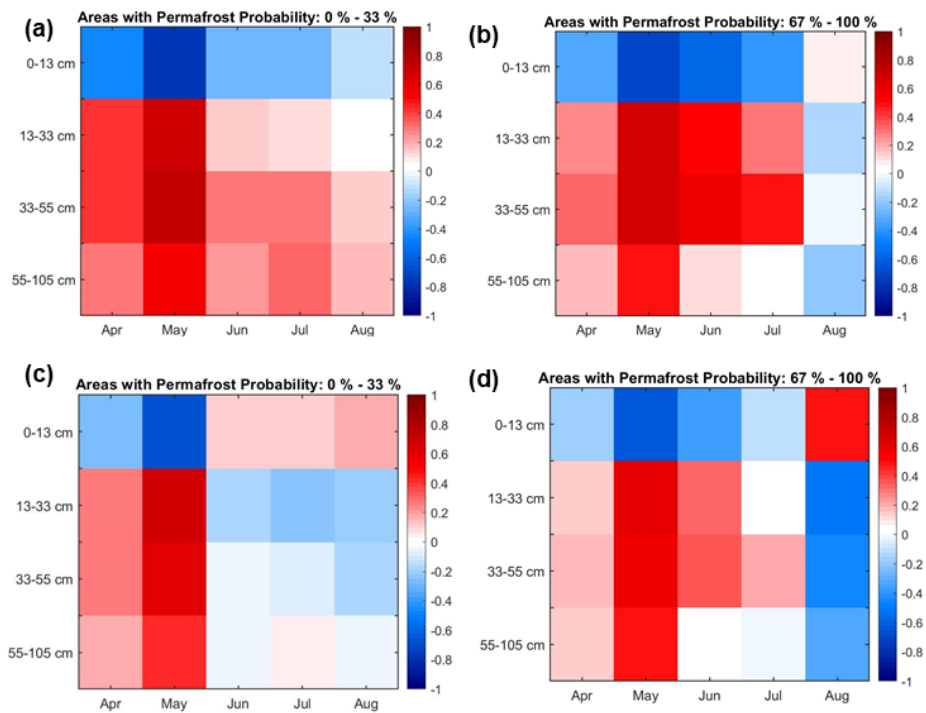 (a)
Areas with Permafrost Probability: 0 % - 33 %
0-13 cm
13-33 cm
33-55 cm
55-105 cm
Apr May Jun Jul Aug
1
0.8
0.6
0.4
0.2
0
-0.2
-0.4
-0.6
-0.8
-1
(b)
Areas with Permafrost Probability: 67 % - 100 %
0-13 cm
13-33 cm
33-55 cm
55-105 cm
Apr May Jun Jul Aug
1
0.8
0.6
0.4
0.2
0
-0.2
-0.4
-0.6
-0.8
-1
(c)
Areas with Permafrost Probability: 0 % - 33 %
0-13 cm
13-33 cm
33-55 cm
55-105 cm
Apr May Jun Jul Aug
1
0.8
0.6
0.4
0.2
0
-0.2
-0.4
-0.6
-0.8
-1
(d)
Areas with Permafrost Probability: 67 % - 100 %
0-13 cm
13-33 cm
33-55 cm
55-105 cm
Apr May Jun Jul Aug
1
0.8
0.6
0.4
0.2
0
-0.2
-0.4
-0.6
-0.8
-1